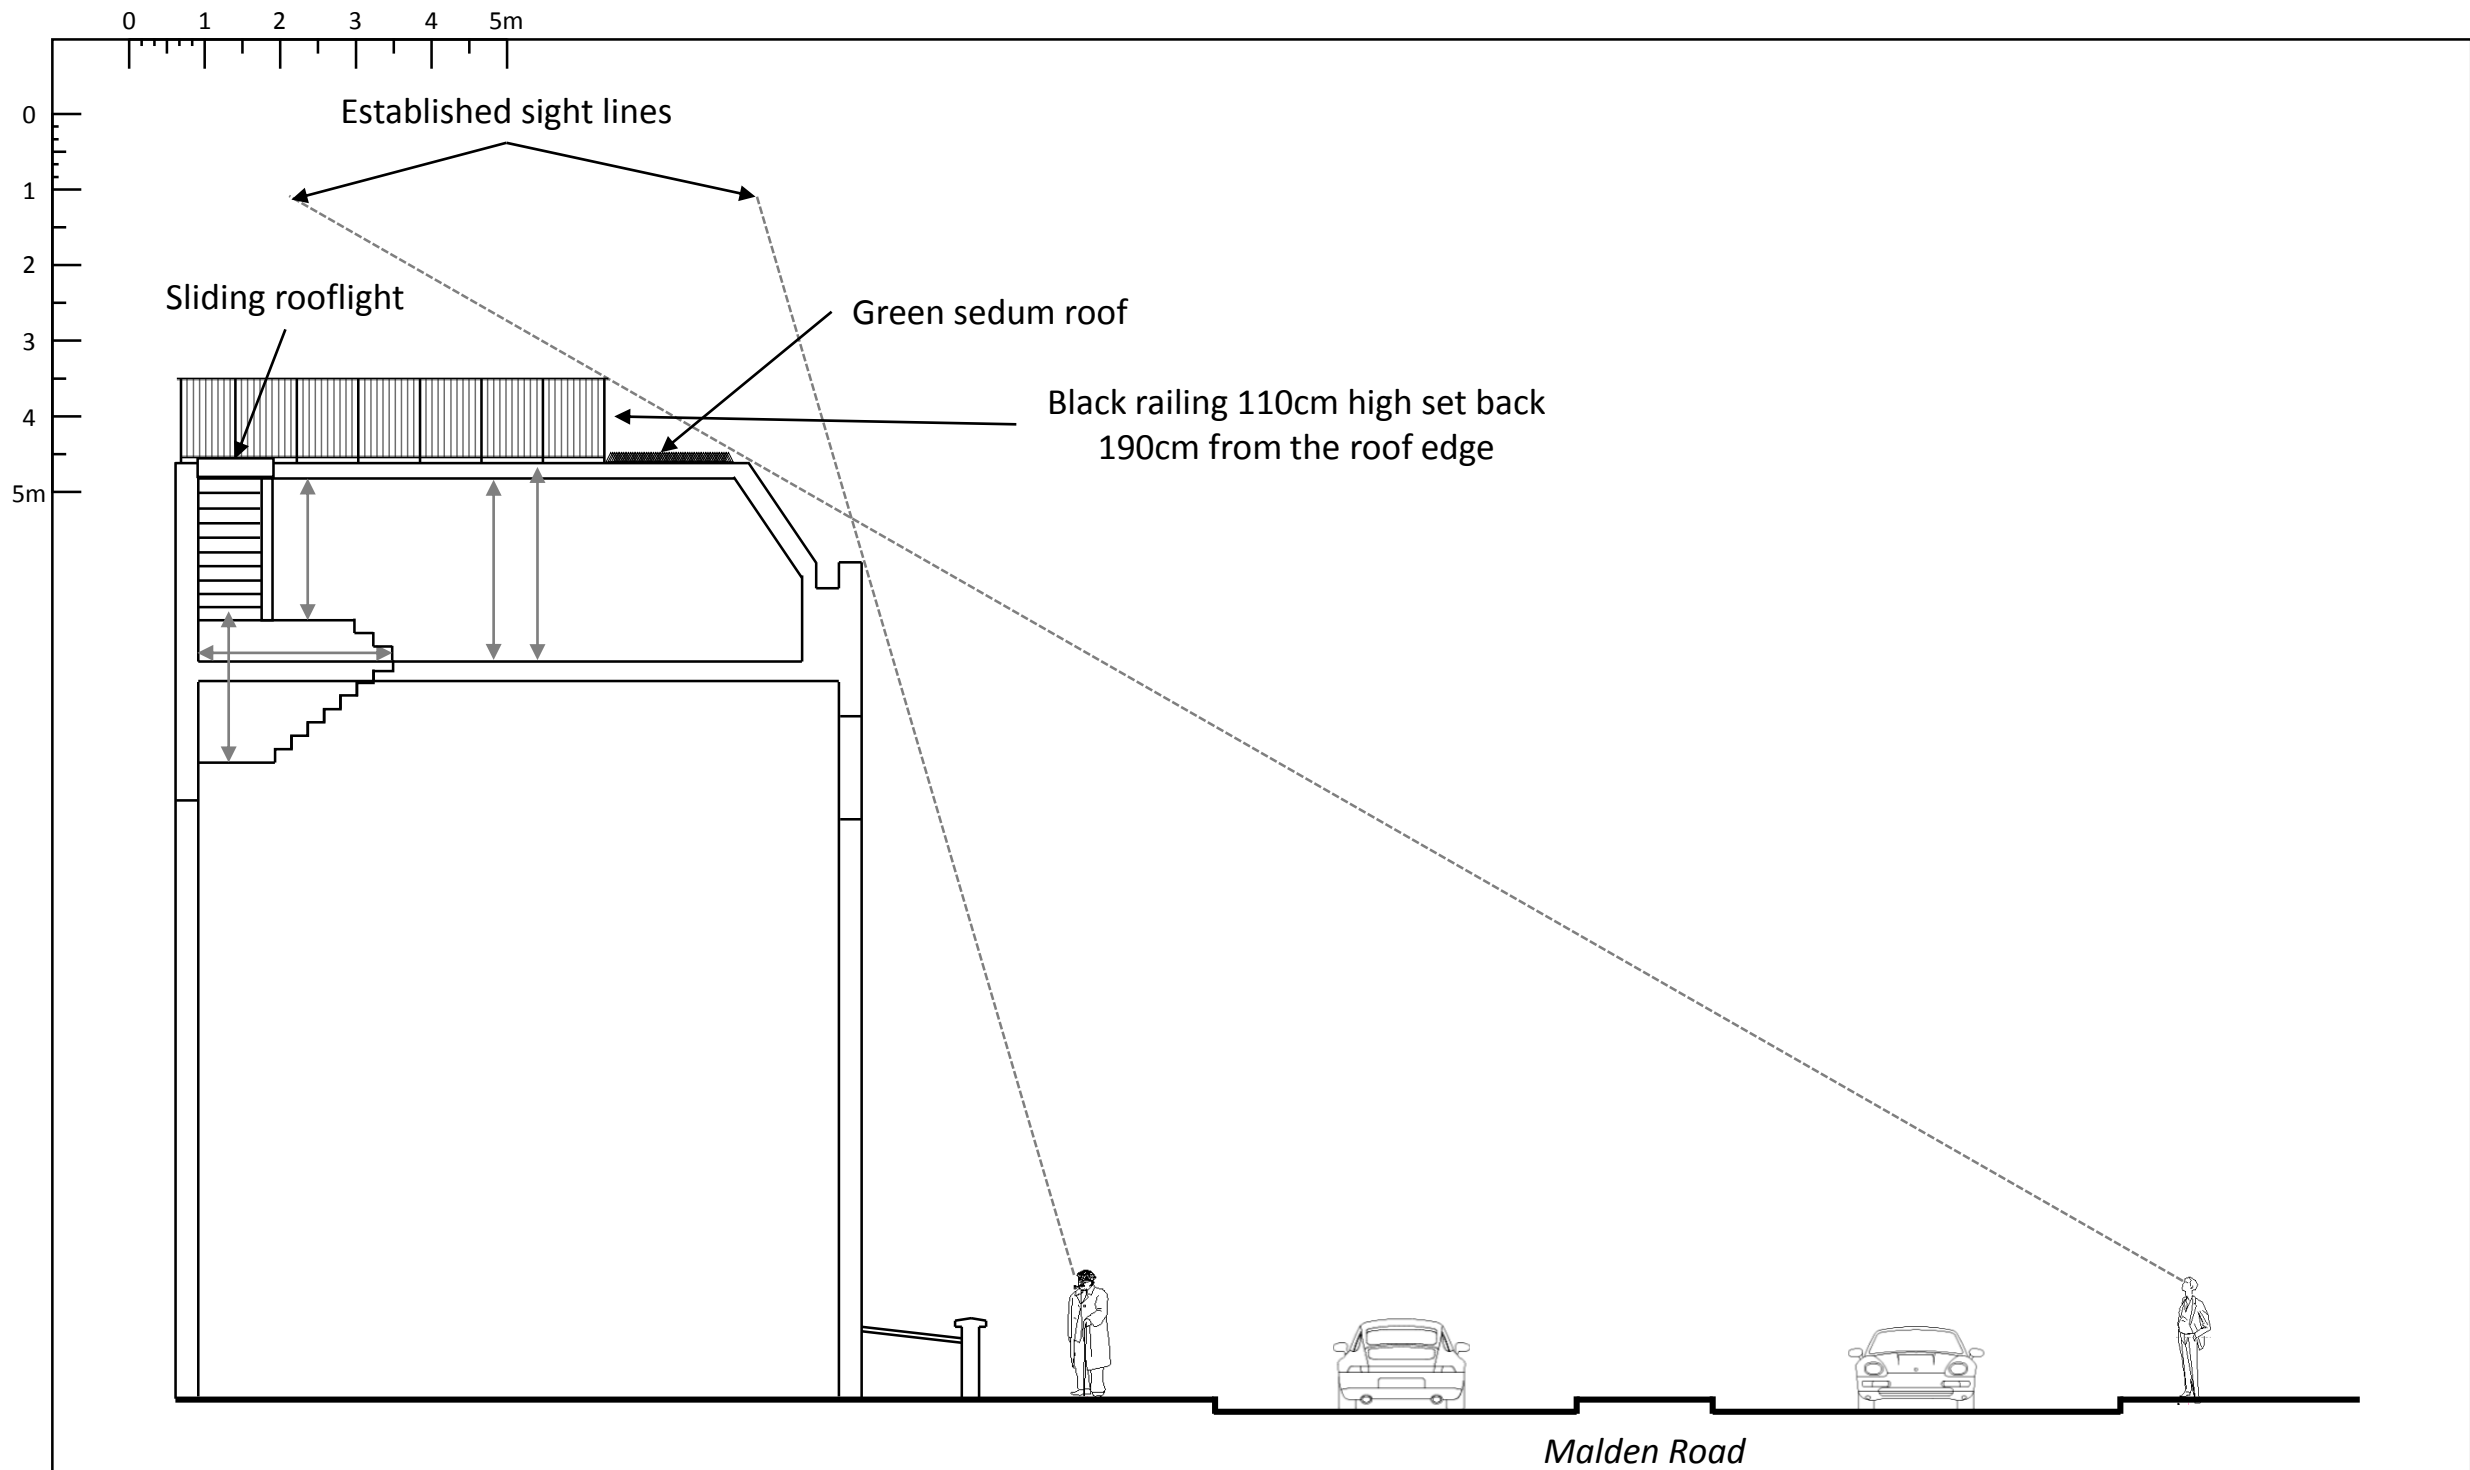 0 1 2 3 4 5m
0
Established sight lines
1
2
Sliding rooflight
Green sedum roof
3
Black railing 110cm high set back
190cm from the roof edge
4
5m
Malden Road